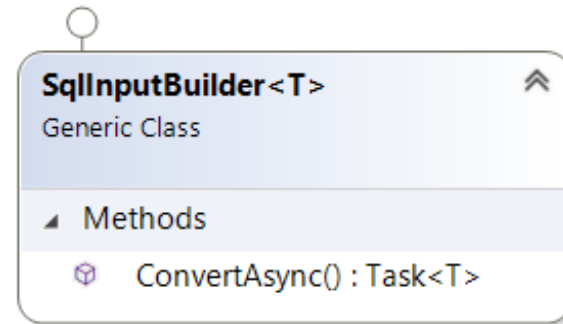 SqlInputBuilder<T>
Generic Class
Methods
ConvertAsync() : Task<T>